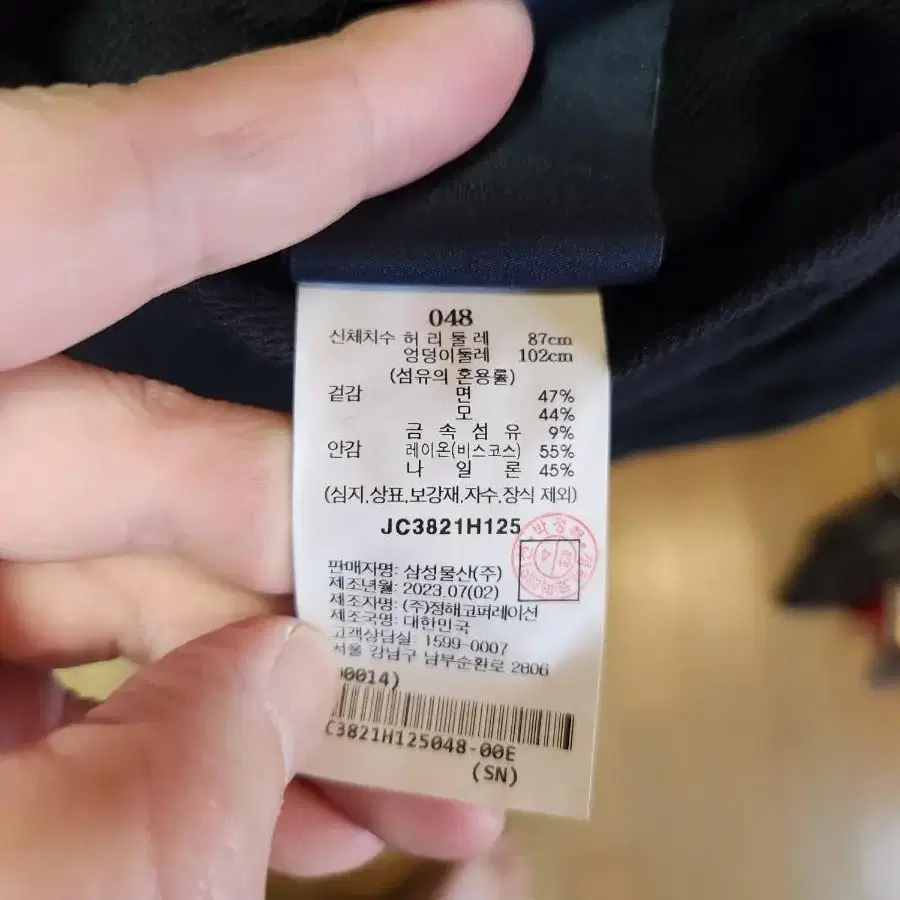 048
신체치수 허리둘레 87cm
엉덩이둘레 102cm
(섬유의 혼용률)
겉감 면 47%
모 44%
금속섬유 9%
안감 레이온(비스코스) 55%
나일론 45%
(심지,상표,보강재,자수,장식 제외)
JC3821H125
판매자명: 삼성물산(주)
제조년월: 2023.07(02)
제조자명: (주)정해코퍼레이션
제조국명: 대한민국
고객상담실: 1599-0007
서울 강남구 남부순환로 2806
0014)
C3821H125048-00E
(SN)